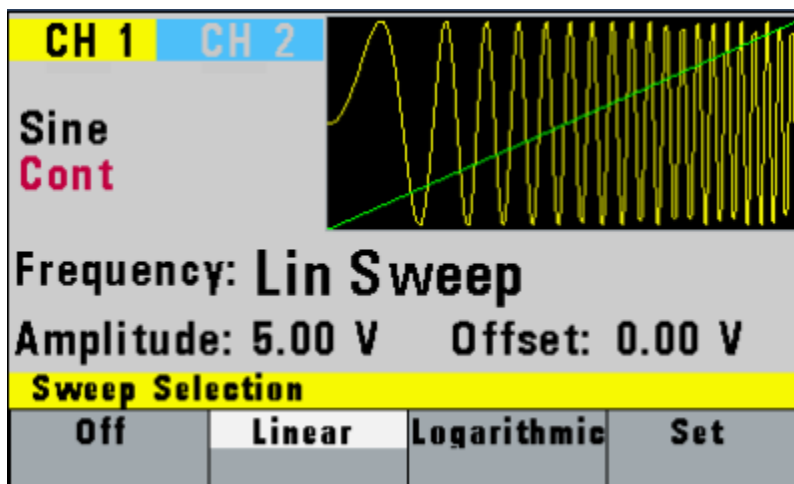 CH 1 CH 2
Sine
Cont
Frequency: Lin Sweep
Amplitude: 5.00 V Offset: 0.00 V
Sweep Selection
Off Linear Logarithmic Set